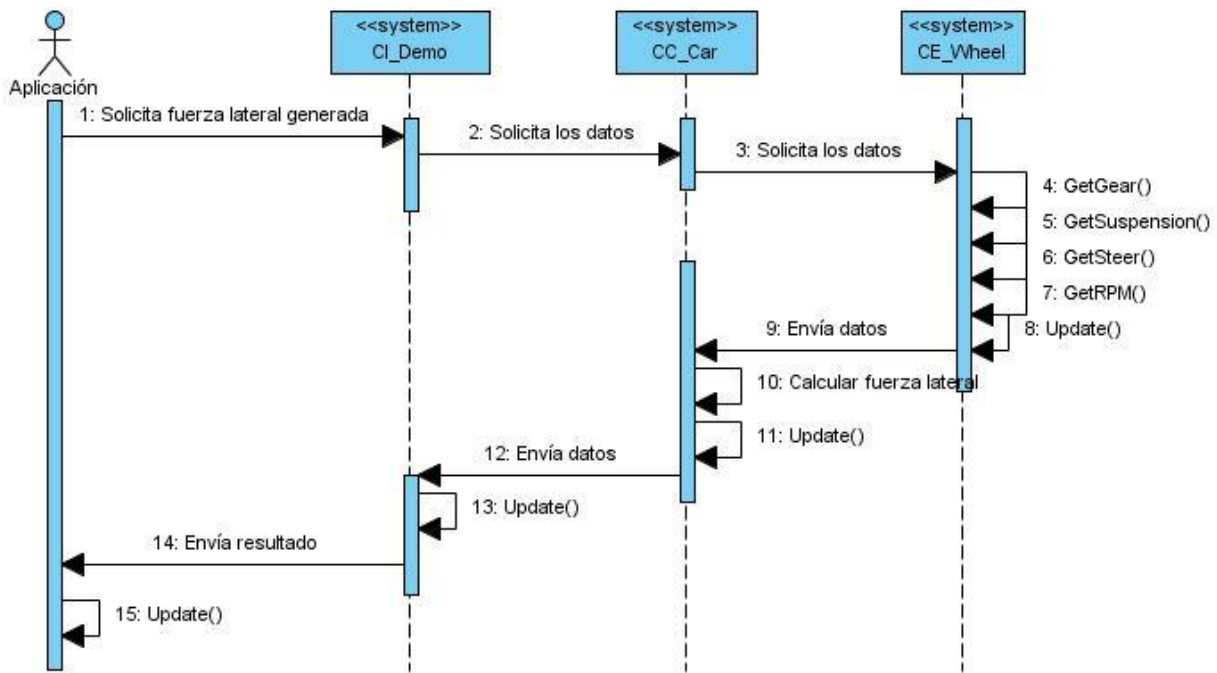 <<system>>
CI_Demo
<<system>>
CC_Car
<<system>>
CE_Wheel
Aplicación
1: Solicita fuerza lateral generada
2: Solicita los datos
3: Solicita los datos
4: GetGear()
5: GetSuspension()
6: GetSteer()
7: GetRPM()
8: Update()
9: Envía datos
10: Calcular fuerza lateral
11: Update()
12: Envía datos
13: Update()
14: Envía resultado
15: Update()